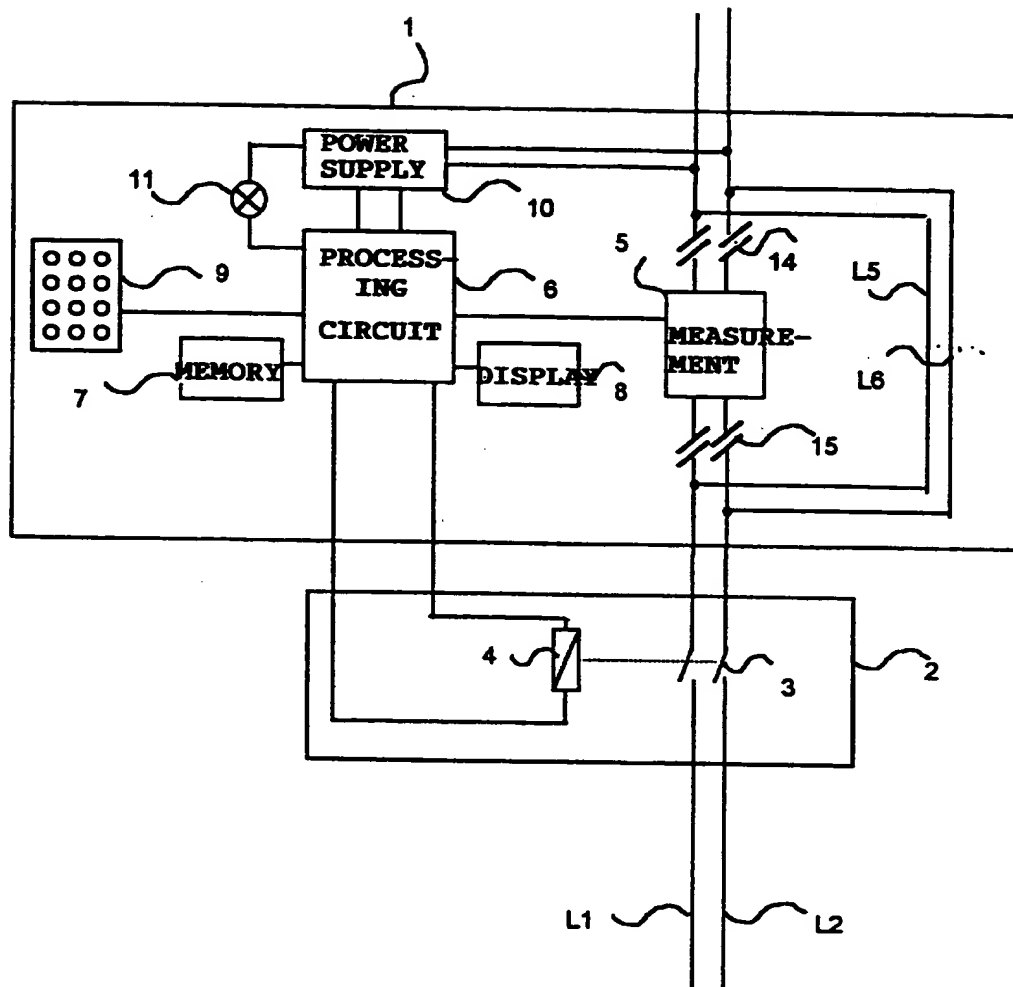 1
POWER
SUPPLY
11
10
5
14
L5
9
PROCESS-
ING
CIRCUIT
6
MEASURE-
MENT
L6
7
MEMORY
DISPLAY
8
15
4
3
2
L1
L2